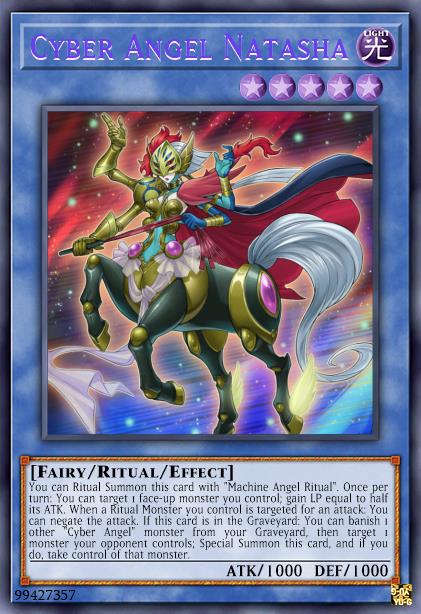 CYBER ANGEL NATASHA
LIGHT
光
[FAIRY/RITUAL/EFFECT]
You can Ritual Summon this card with "Machine Angel Ritual". Once per
turn: You can target 1 face-up monster you control; gain LP equal to half
its ATK. When a Ritual Monster you control is targeted for an attack: You
can negate the attack. If this card is in the Graveyard: You can banish 1
other "Cyber Angel" monster from your Graveyard, then target 1
monster your opponent controls; Special Summon this card, and if you
do, take control of that monster.
ATK/1000 DEF/1000
99427357